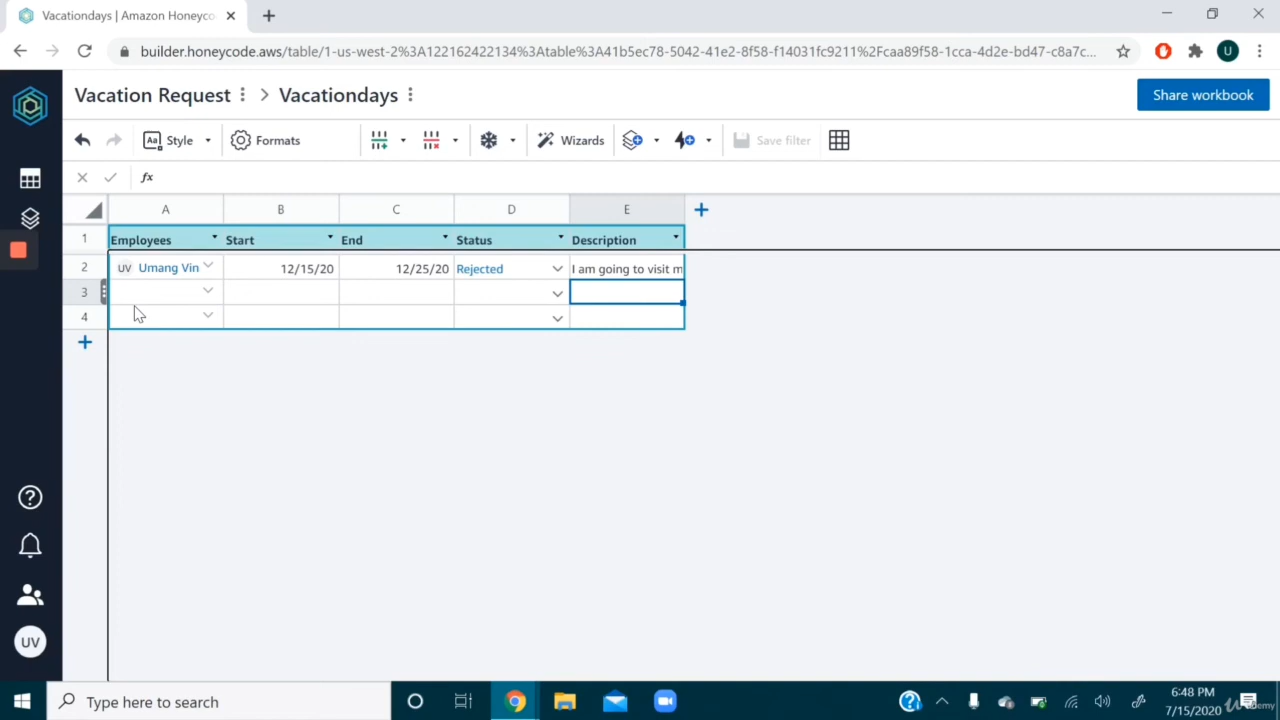 Vacationdays | Amazon Honeyco
builder.honeycode.aws/table/1-us-west-2%3A122162422134%3Atable%3A41b5ec78-5042-41e2-8f58-f14031fc9211%2Fcaa89f58-1cca-4d2e-bd47-c8a7c...
U
Vacation Request > Vacationdays
Share workbook
Aa Style
Formats
Wizards
Save filter
fx
A B C D E
1 Employees Start End Status Description
2 UV Umang Vin 12/15/20 12/25/20 Rejected I am going to visit m
3
4
UV
Type here to search
6:48 PM
7/15/2020
Udemy